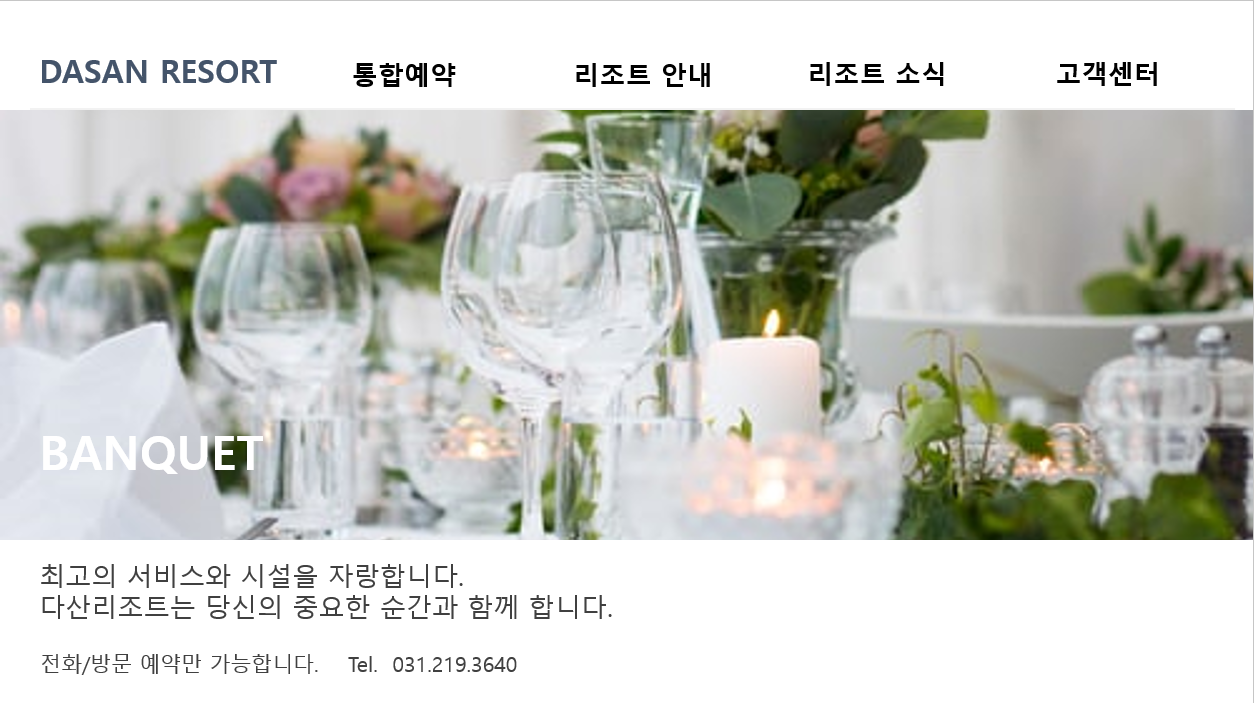 DASAN RESORT 통합예약 리조트 안내 리조트 소식 고객센터
BANQUET
최고의 서비스와 시설을 자랑합니다.
다산리조트는 당신의 중요한 순간과 함께 합니다.
전화/방문 예약만 가능합니다. Tel. 031.219.3640